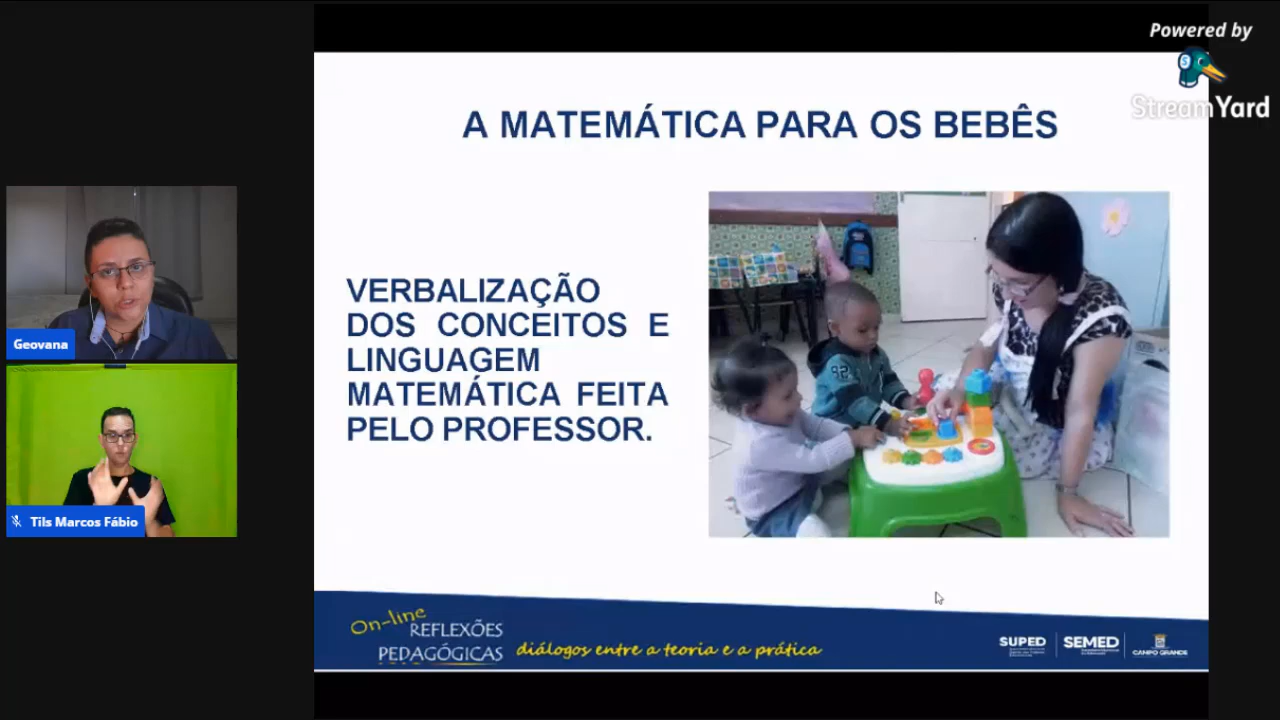 Powered by
StreamYard
A MATEMÁTICA PARA OS BEBÊS
VERBALIZAÇÃO
DOS CONCEITOS E
LINGUAGEM
MATEMÁTICA FEITA
PELO PROFESSOR.
Geovana
Tils Marcos Fábio
On-line
REFLEXÕES
PEDAGÓGICAS
diálogos entre a teoria e a prática
SUPED
SEMED
CAMPO GRANDE